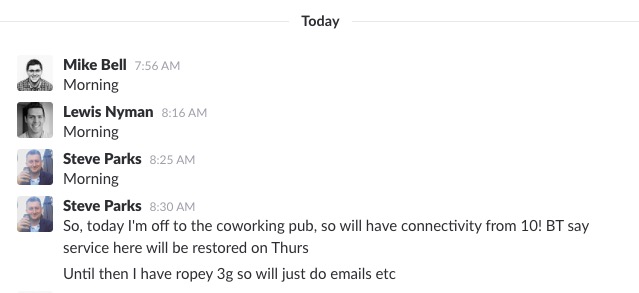 Today
Mike Bell 7:56 AM
Morning
Lewis Nyman 8:16 AM
Morning
Steve Parks 8:25 AM
Morning
Steve Parks 8:30 AM
So, today I'm off to the coworking pub, so will have connectivity from 10! BT say
service here will be restored on Thurs
Until then I have ropey 3g so will just do emails etc